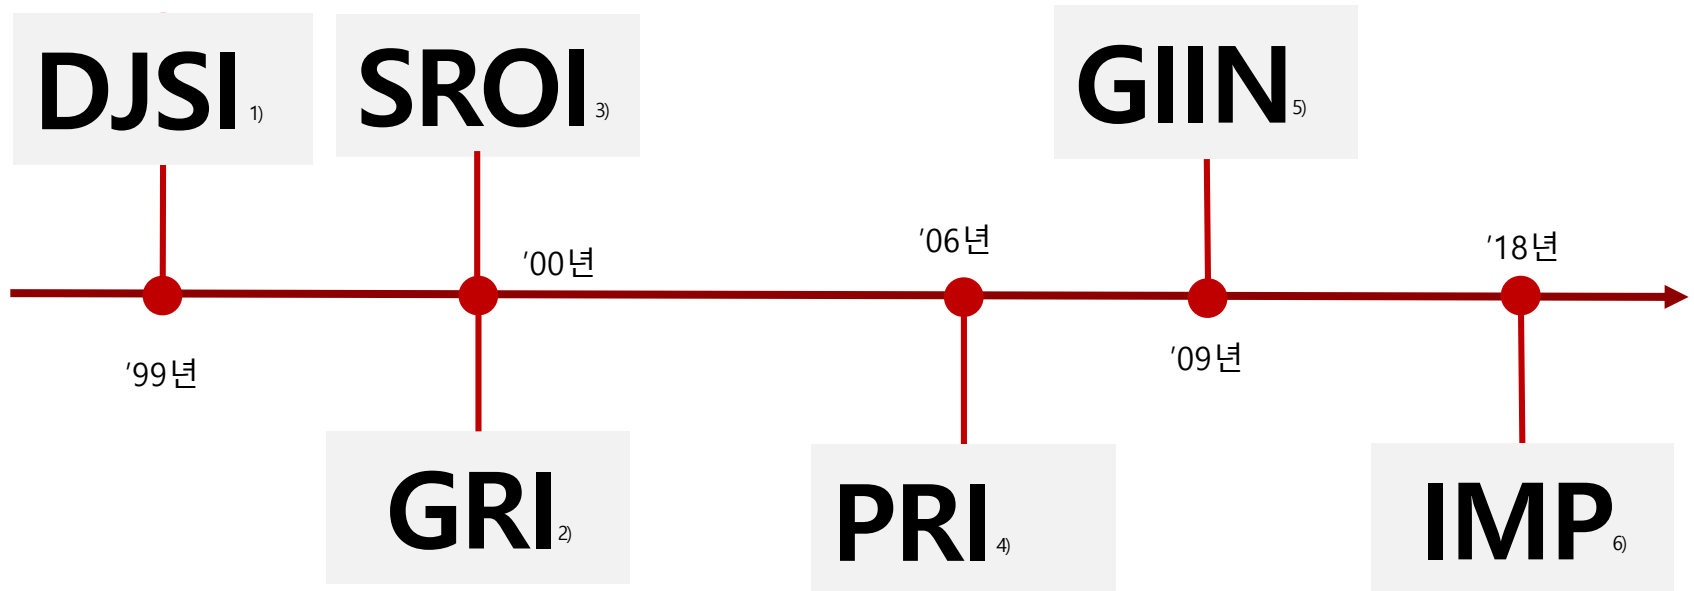 DJSI 1)
SROI 3)
GIIN 5)
'00년
'06년
'18년
'99년
'09년
GRI 2)
PRI 4)
IMP 6)